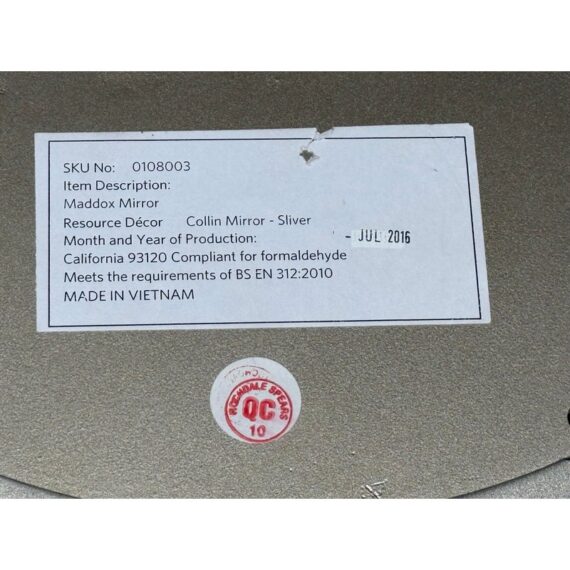 SKU No: 0108003
Item Description:
Maddox Mirror
Resource Décor Collin Mirror - Sliver
Month and Year of Production: - JUL 2016
California 93120 Compliant for formaldehyde
Meets the requirements of BS EN 312:2010
MADE IN VIETNAM
ROCHDALE SPEARS
QC
10